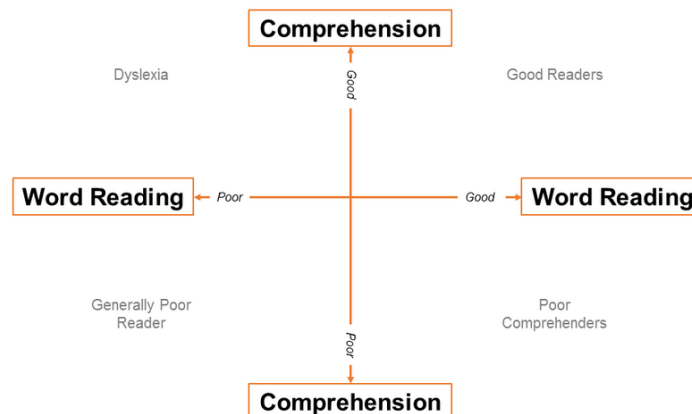 Comprehension
Dyslexia
Good
Good Readers
Word Reading
Poor
Good
Word Reading
Generally Poor
Reader
Poor
Poor
Comprehenders
Comprehension